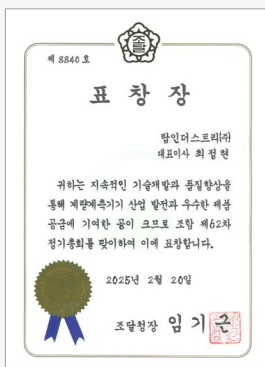 조달
제 8840 호
표 창 장
탑인더스트리(주)
대표이사 최정현
귀하는 지속적인 기술개발과 품질향상을
통해 계량계측기기 산업 발전과 우수한 제품
공급에 기여한 공이 크므로 조합 제62차
정기총회를 맞이하여 이에 표창합니다.
2025년 2월 20일
조달청장 임 기 근